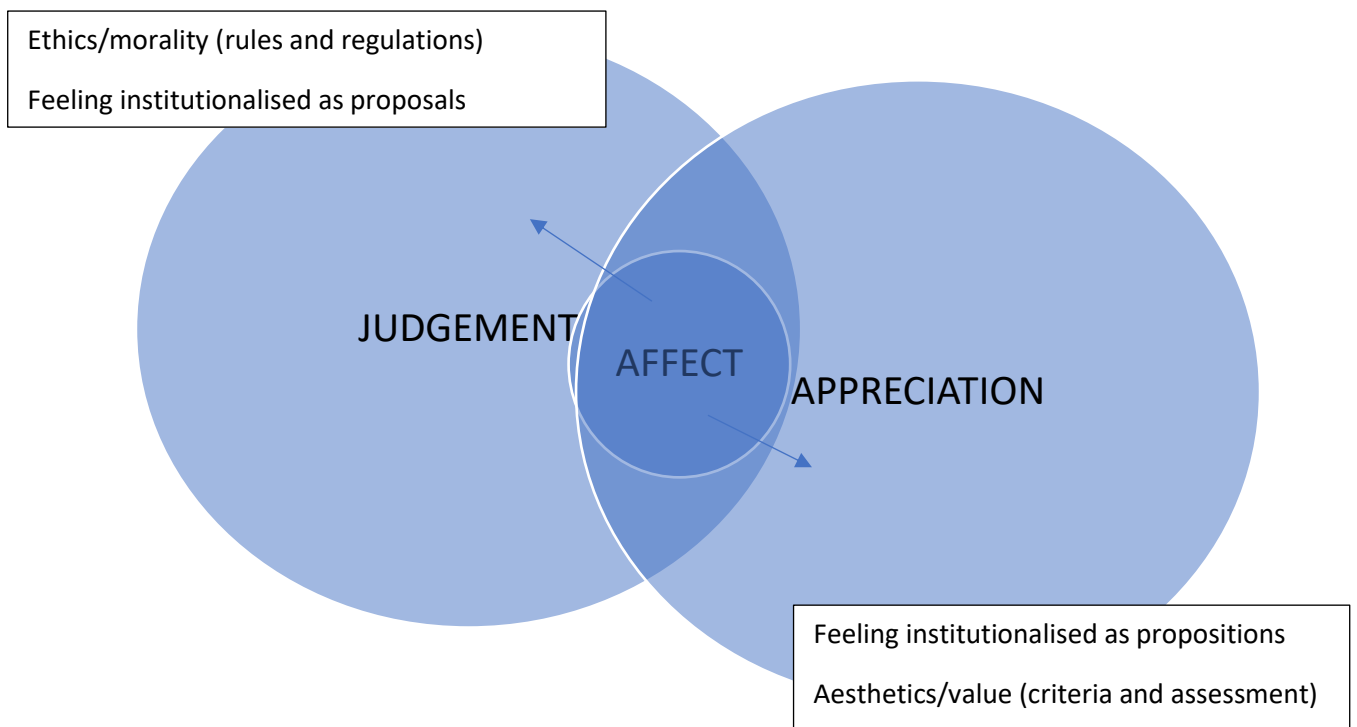 Ethics/morality (rules and regulations)
Feeling institutionalised as proposals
JUDGEMENT
AFFECT
APPRECIATION
Feeling institutionalised as propositions
Aesthetics/value (criteria and assessment)